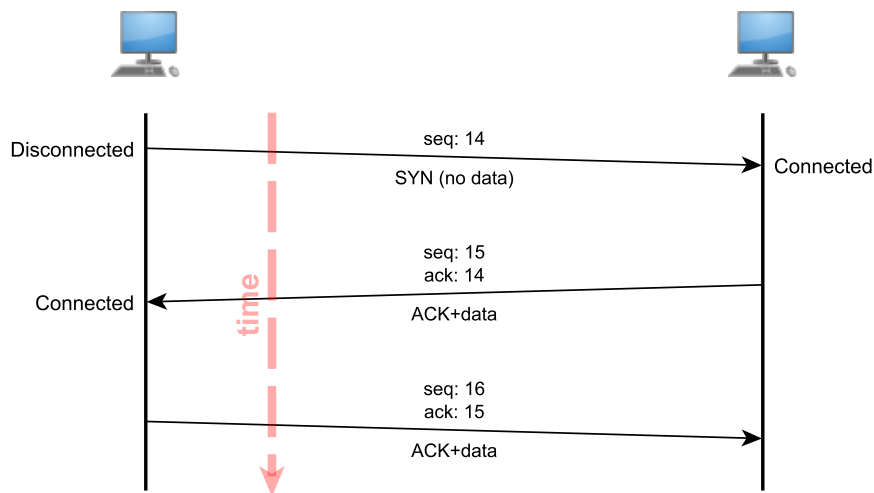 seq: 14
Disconnected
SYN (no data)
Connected
seq: 15
ack: 14
Connected
time
ACK+data
seq: 16
ack: 15
ACK+data